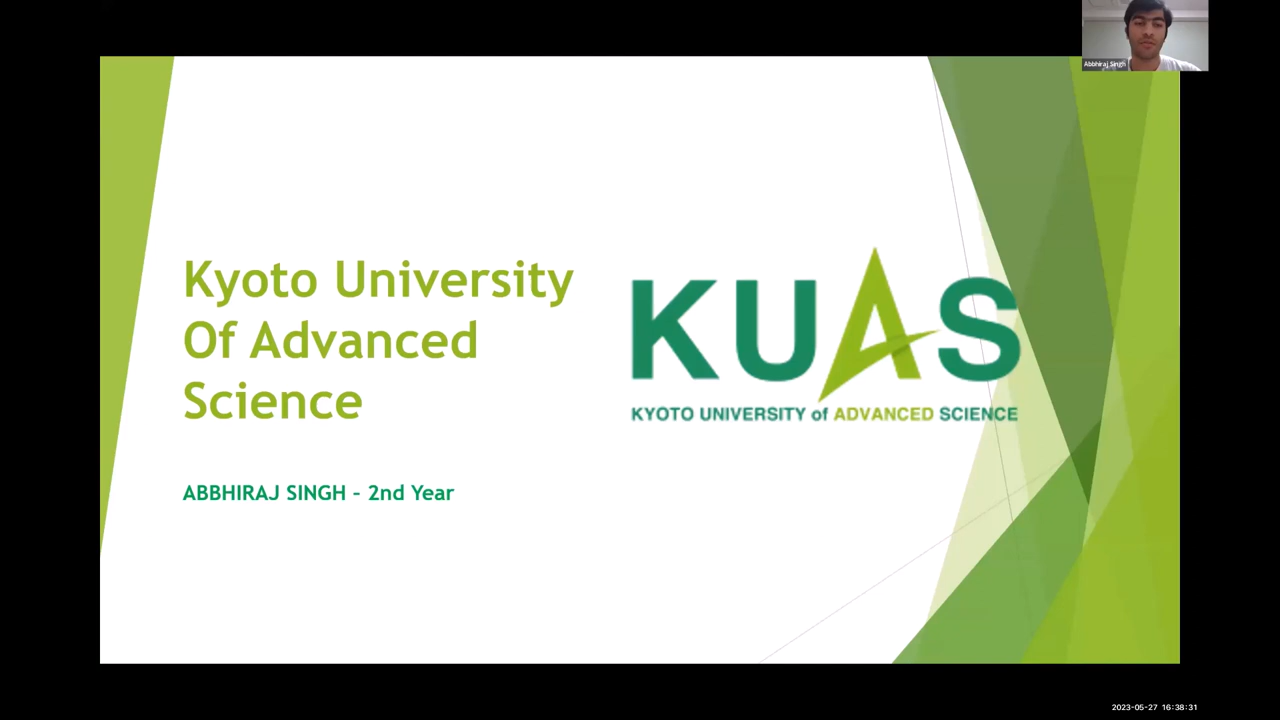 Abbhiraj Singh
Kyoto University
Of Advanced
Science
KUAS
KYOTO UNIVERSITY of ADVANCED SCIENCE
ABBHIRAJ SINGH – 2nd Year
2023-05-27 16:38:31